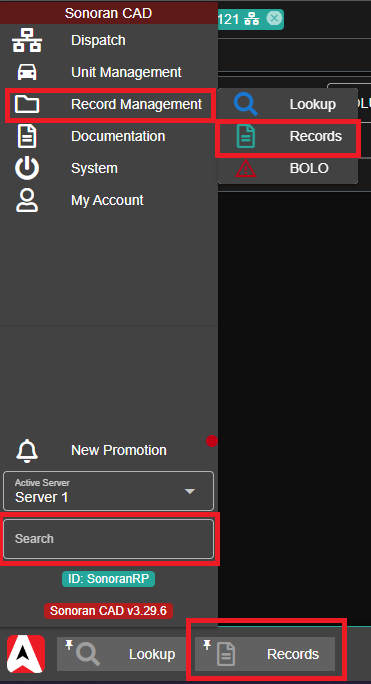 Sonoran CAD
121
Dispatch
Unit Management
Record Management
Lookup
Documentation
Records
System
BOLO
My Account
New Promotion
Active Server
Server 1
Search
ID: SonoranRP
Sonoran CAD v3.29.6
Lookup
Records